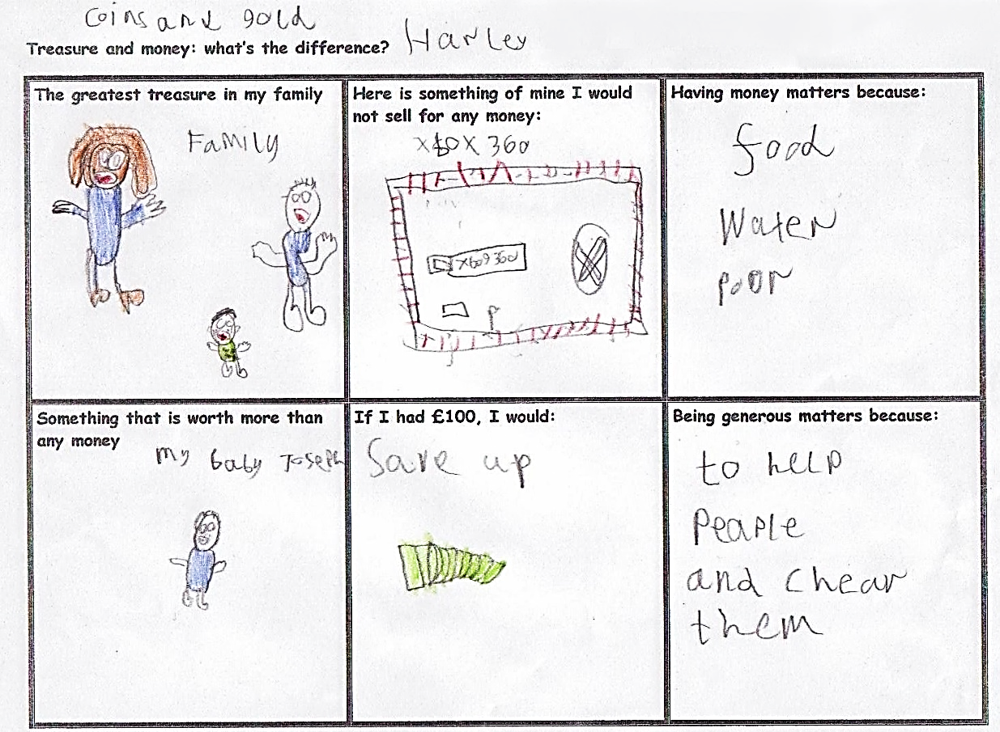 coins and gold
Treasure and money: what's the difference? Harley
The greatest treasure in my family
Family
Here is something of mine I would
not sell for any money:
360
Having money matters because:
food
Water
poor
Something that is worth more than
any money
my baby Joseph
If I had £100, I would:
Save up
Being generous matters because:
to help
Peaple
and chear
them